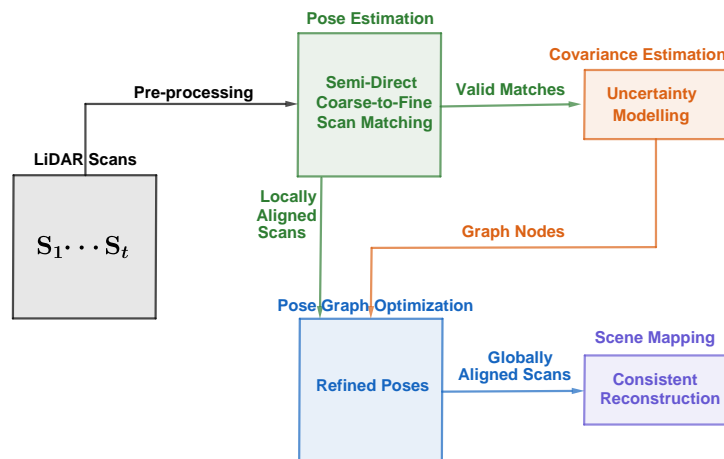 Pose Estimation
Covariance Estimation
Semi-Direct
Coarse-to-Fine
Scan Matching
Pre-processing
Valid Matches
Uncertainty
Modelling
LiDAR Scans
S₁⋯S_t
Locally
Aligned
Scans
Graph Nodes
Pose Graph Optimization
Scene Mapping
Refined Poses
Globally
Aligned Scans
Consistent
Reconstruction